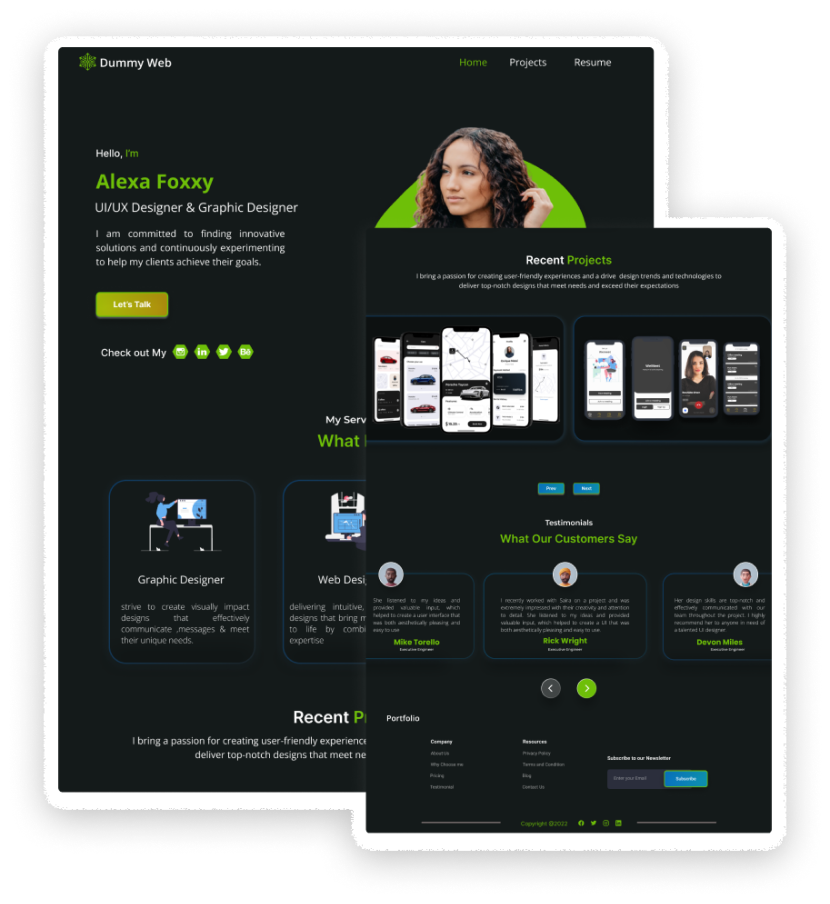 Dummy Web
Home Projects Resume
Hello, I'm
Alexa Foxxy
UI/UX Designer & Graphic Designer
I am committed to finding innovative
solutions and continuously experimenting
to help my clients achieve their goals.
Let's Talk
Check out My
My Serv
What
Graphic Designer
strive to create visually impact
designs that effectively
communicate ,messages & meet
their unique needs.
Web Desi
delivering intuitive,
designs that bring m
to life by combi
expertise
Recent P
I bring a passion for creating user-friendly experience
deliver top-notch designs that meet ne
Recent Projects
I bring a passion for creating user-friendly experiences and a drive design trends and technologies to
deliver top-notch designs that meet needs and exceed their expectations
Prev Next
Testimonials
What Our Customers Say
She listened to my ideas and
provided valuable input, which
helped to create a user interface that
was both aesthetically pleasing and
easy to use
Mike Torello
Executive Engineer
I recently worked with Saira on a project and was
extremely impressed with their creativity and attention
to detail. She listened to my ideas and provided
valuable input, which helped to create a UI that was
both aesthetically pleasing and easy to use.
Rick Wright
Executive Engineer
Her design skills are top-notch and
effectively communicated with our
team throughout the project. I highly
recommend her to anyone in need of
a talented UI designer.
Devon Miles
Executive Engineer
Portfolio
Company
About Us
Why Choose me
Pricing
Testimonial
Resources
Privacy Policy
Terms and Condition
Blog
Contact Us
Subscribe to our Newsletter
Enter your Email Subscribe
Copyright @2022